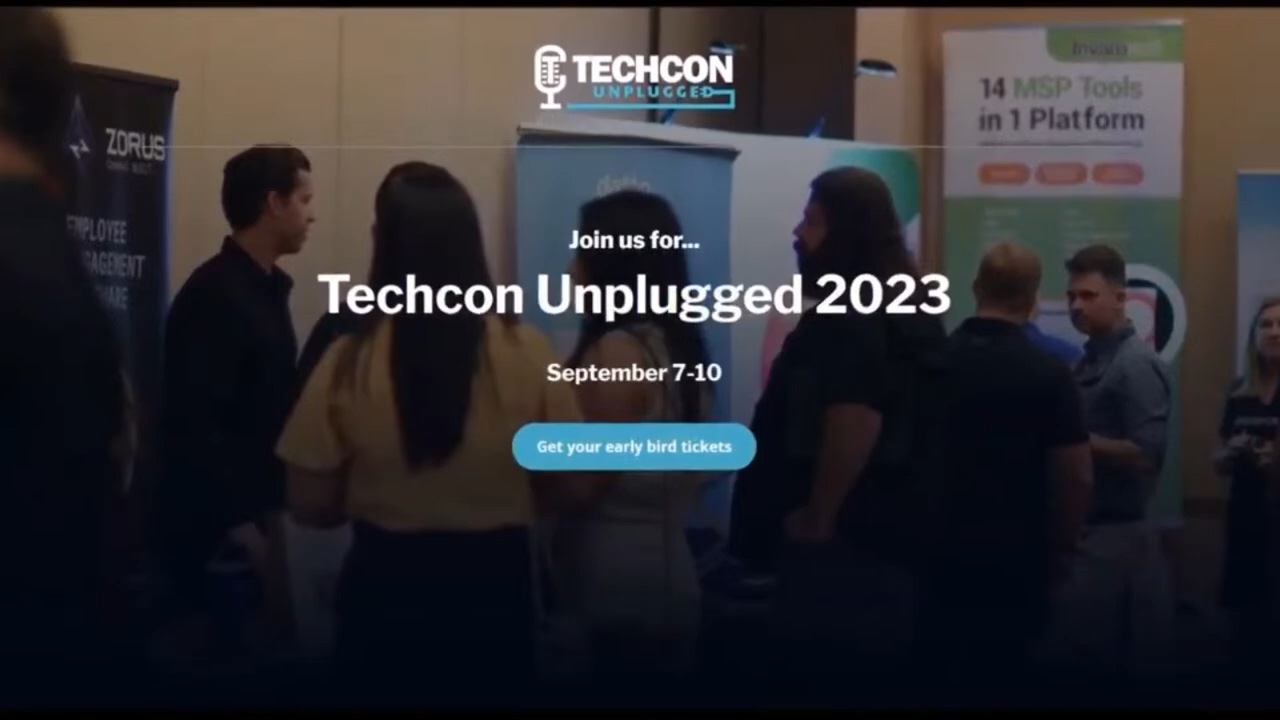 TECHCON
UNPLUGGED
ZORUS
EMPLOYEE
14 MSP Tools
in 1 Platform
Join us for...
Techcon Unplugged 2023
September 7-10
Get your early bird tickets